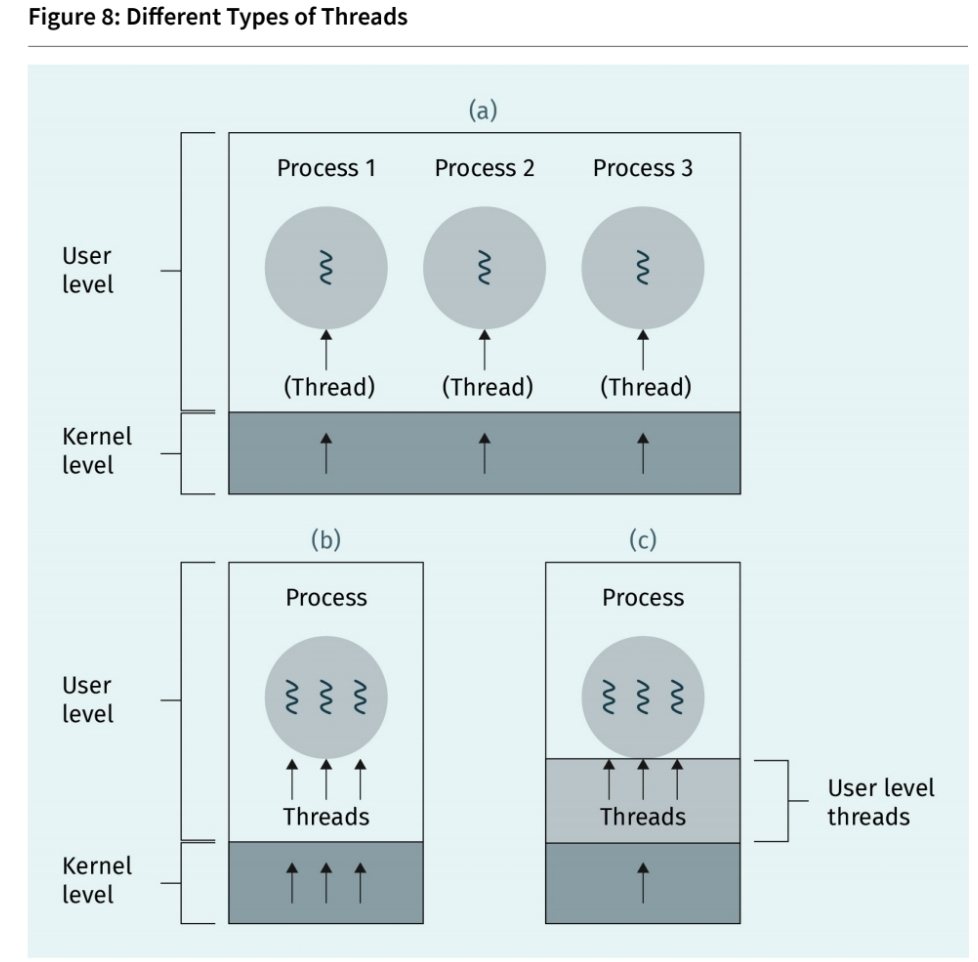 Figure 8: Different Types of Threads
(a)
Process 1
Process 2
Process 3
User
level
(Thread)
(Thread)
(Thread)
Kernel
level
(b)
(c)
Process
Process
User
level
Threads
Threads
User level
threads
Kernel
level